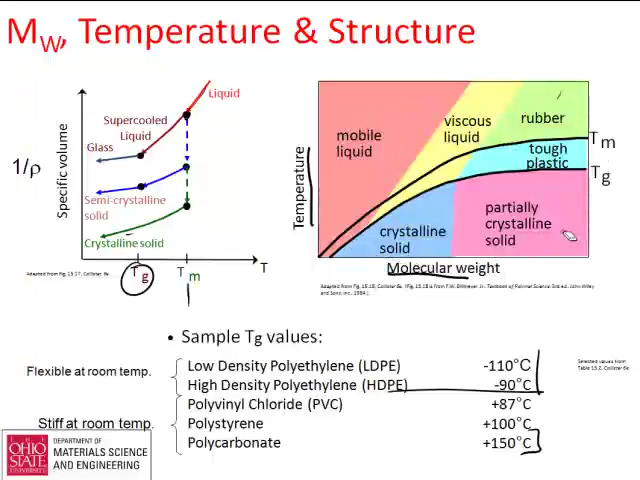 MW, Temperature & Structure
1/ρ
Specific volume
Liquid
Supercooled
Liquid
Glass
Semi-crystalline
solid
Crystalline solid
Tg
Tm
T
Adapted from Fig. 15.17, Callister 6e
Temperature
mobile
liquid
viscous
liquid
rubber
Tm
tough
plastic
Tg
crystalline
solid
partially
crystalline
solid
Molecular weight
Adapted from Fig. 15.18, Callister 6e. (Fig. 15.18 is from F.W. Billmeyer, Jr., Textbook of Polymer Science, 3rd ed., John Wiley
and Sons, Inc., 1984.)
• Sample Tg values:
Flexible at room temp.
Low Density Polyethylene (LDPE) -110°C
High Density Polyethylene (HDPE) -90°C
Polyvinyl Chloride (PVC) +87°C
Stiff at room temp.
Polystyrene +100°C
Polycarbonate +150°C
Selected values from
Table 15.2, Callister 6e
THE
OHIO
STATE
UNIVERSITY
DEPARTMENT OF
MATERIALS SCIENCE
AND ENGINEERING